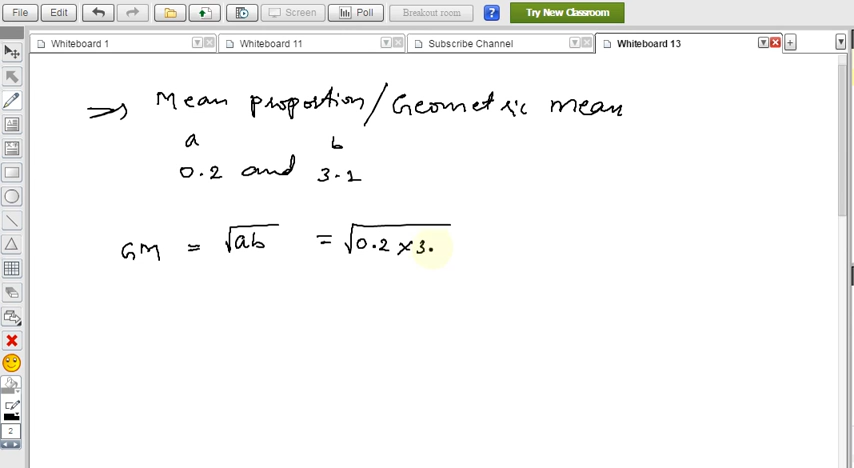 File Edit Screen Poll Breakout room ? Try New Classroom
Whiteboard 1 Whiteboard 11 Subscribe Channel Whiteboard 13 +
Mean proportion/Geometric mean
a b
0.2 and 3.1
GM = √ab = √0.2 × 3.
2